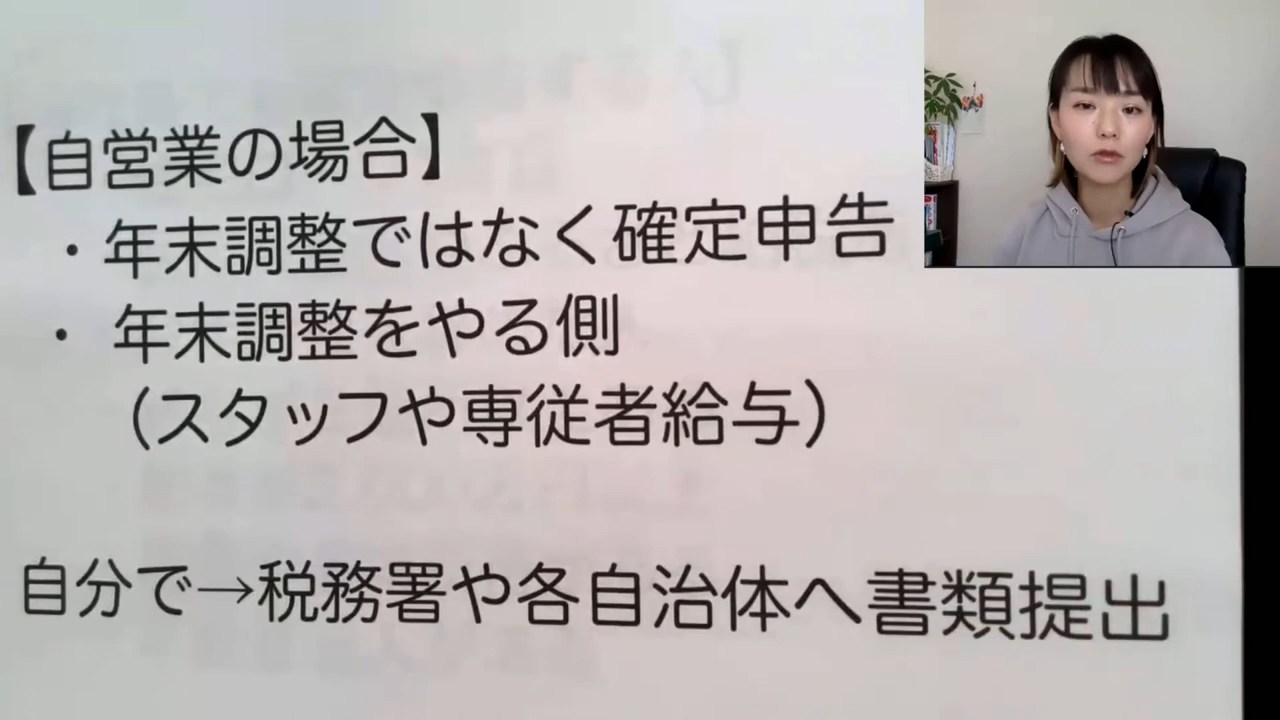 【自営業の場合】
・年末調整ではなく確定申告
・ 年末調整をやる側
(スタッフや専従者給与)
自分で→税務署や各自治体へ書類提出